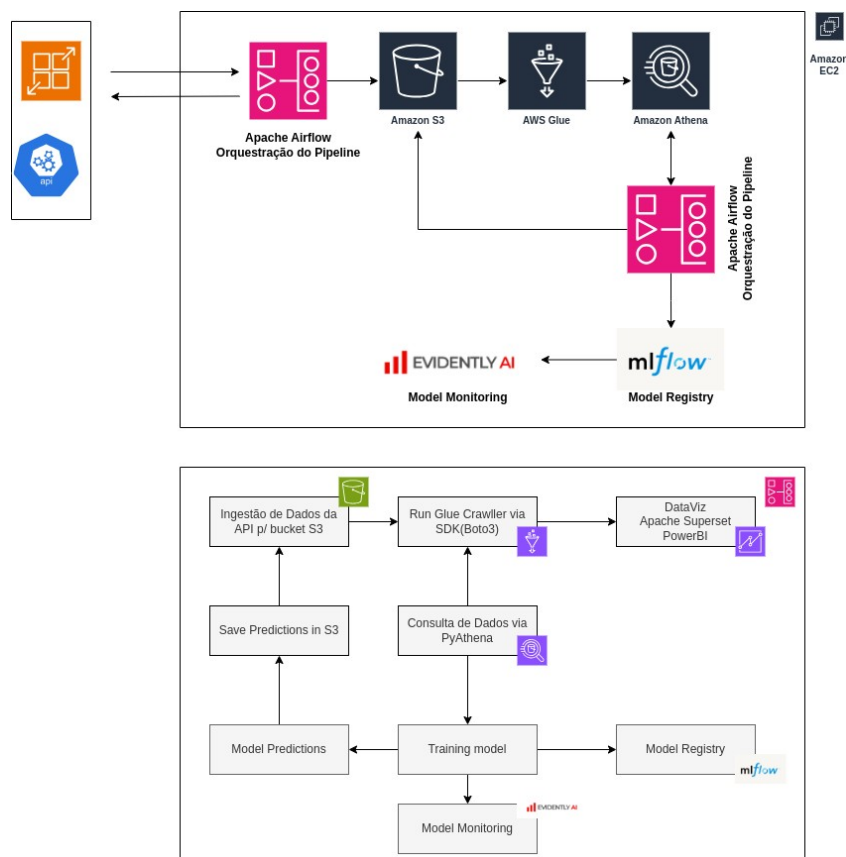 Amazon
EC2
api
Apache Airflow
Orquestração do Pipeline
Amazon S3
AWS Glue
Amazon Athena
Apache Airflow
Orquestração do Pipeline
EVIDENTLY AI
Model Monitoring
mlflow
Model Registry
Ingestão de Dados da
API p/ bucket S3
Run Glue Crawller via
SDK(Boto3)
DataViz
Apache Superset
PowerBI
Save Predictions in S3
Consulta de Dados via
PyAthena
Model Predictions
Training model
Model Registry
mlflow
EVIDENTLY AI
Model Monitoring